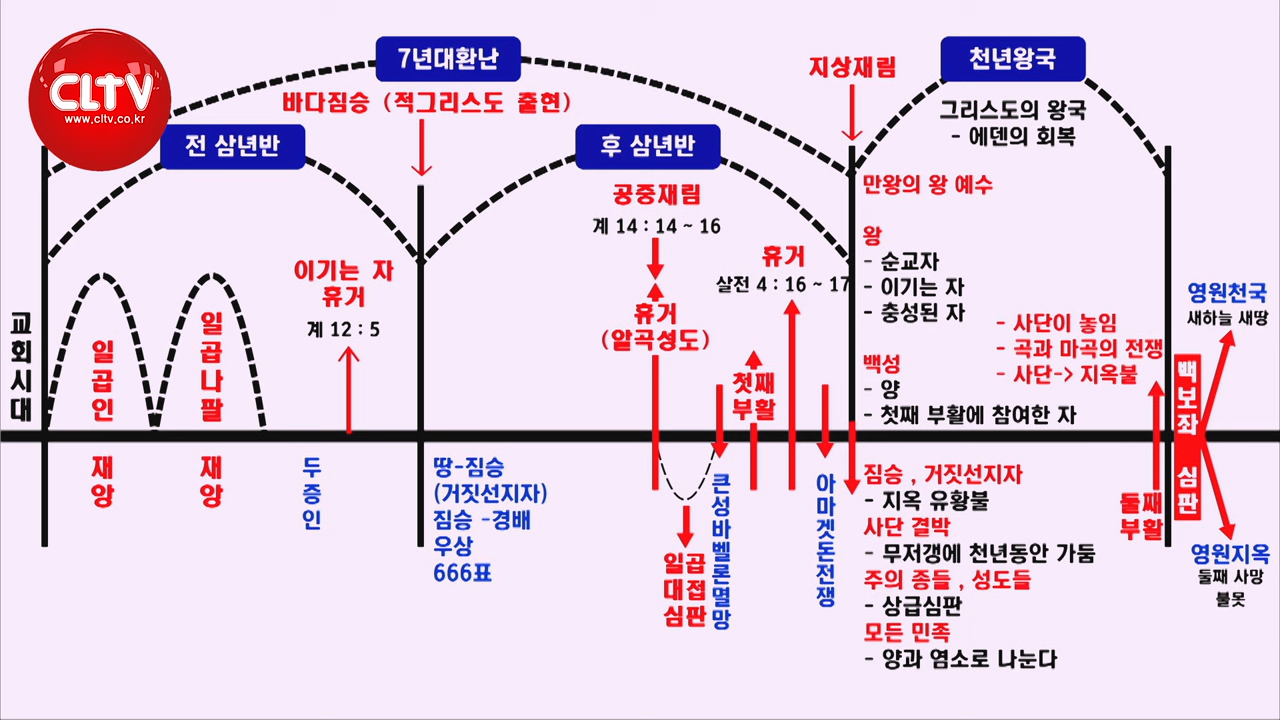 CLTV
www.cltv.co.kr
7년대환난
바다짐승 (적그리스도 출현)
전 삼년반
후 삼년반
지상재림
천년왕국
그리스도의 왕국
- 에덴의 회복
공중재림
계 14 : 14 ~ 16
휴거
살전 4 : 16 ~ 17
이기는 자
휴거
계 12 : 5
휴거
(알곡성도)
첫째
부활
교회시대
일곱인
재앙
일곱나팔
재앙
두증인
땅-짐승
(거짓선지자)
짐승 -경배
우상
666표
일곱
대접
심판
큰성바벨론멸망
아마겟돈전쟁
만왕의 왕 예수
왕
- 순교자
- 이기는 자
- 충성된 자
백성
- 양
- 첫째 부활에 참여한 자
- 사단이 놓임
- 곡과 마곡의 전쟁
- 사단-> 지옥불
짐승 , 거짓선지자
- 지옥 유황불
사단 결박
- 무저갱에 천년동안 가둠
주의 종들 , 성도들
- 상급심판
모든 민족
- 양과 염소로 나눈다
둘째
부활
백보좌 심판
영원천국
새하늘 새땅
영원지옥
둘째 사망
불못